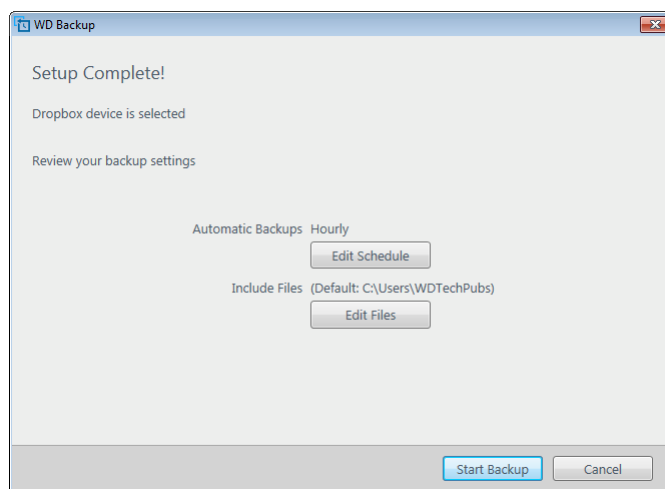 WD Backup
Setup Complete!
Dropbox device is selected
Review your backup settings
Automatic Backups Hourly
Edit Schedule
Include Files (Default: C:\Users\WDTechPubs)
Edit Files
Start Backup Cancel